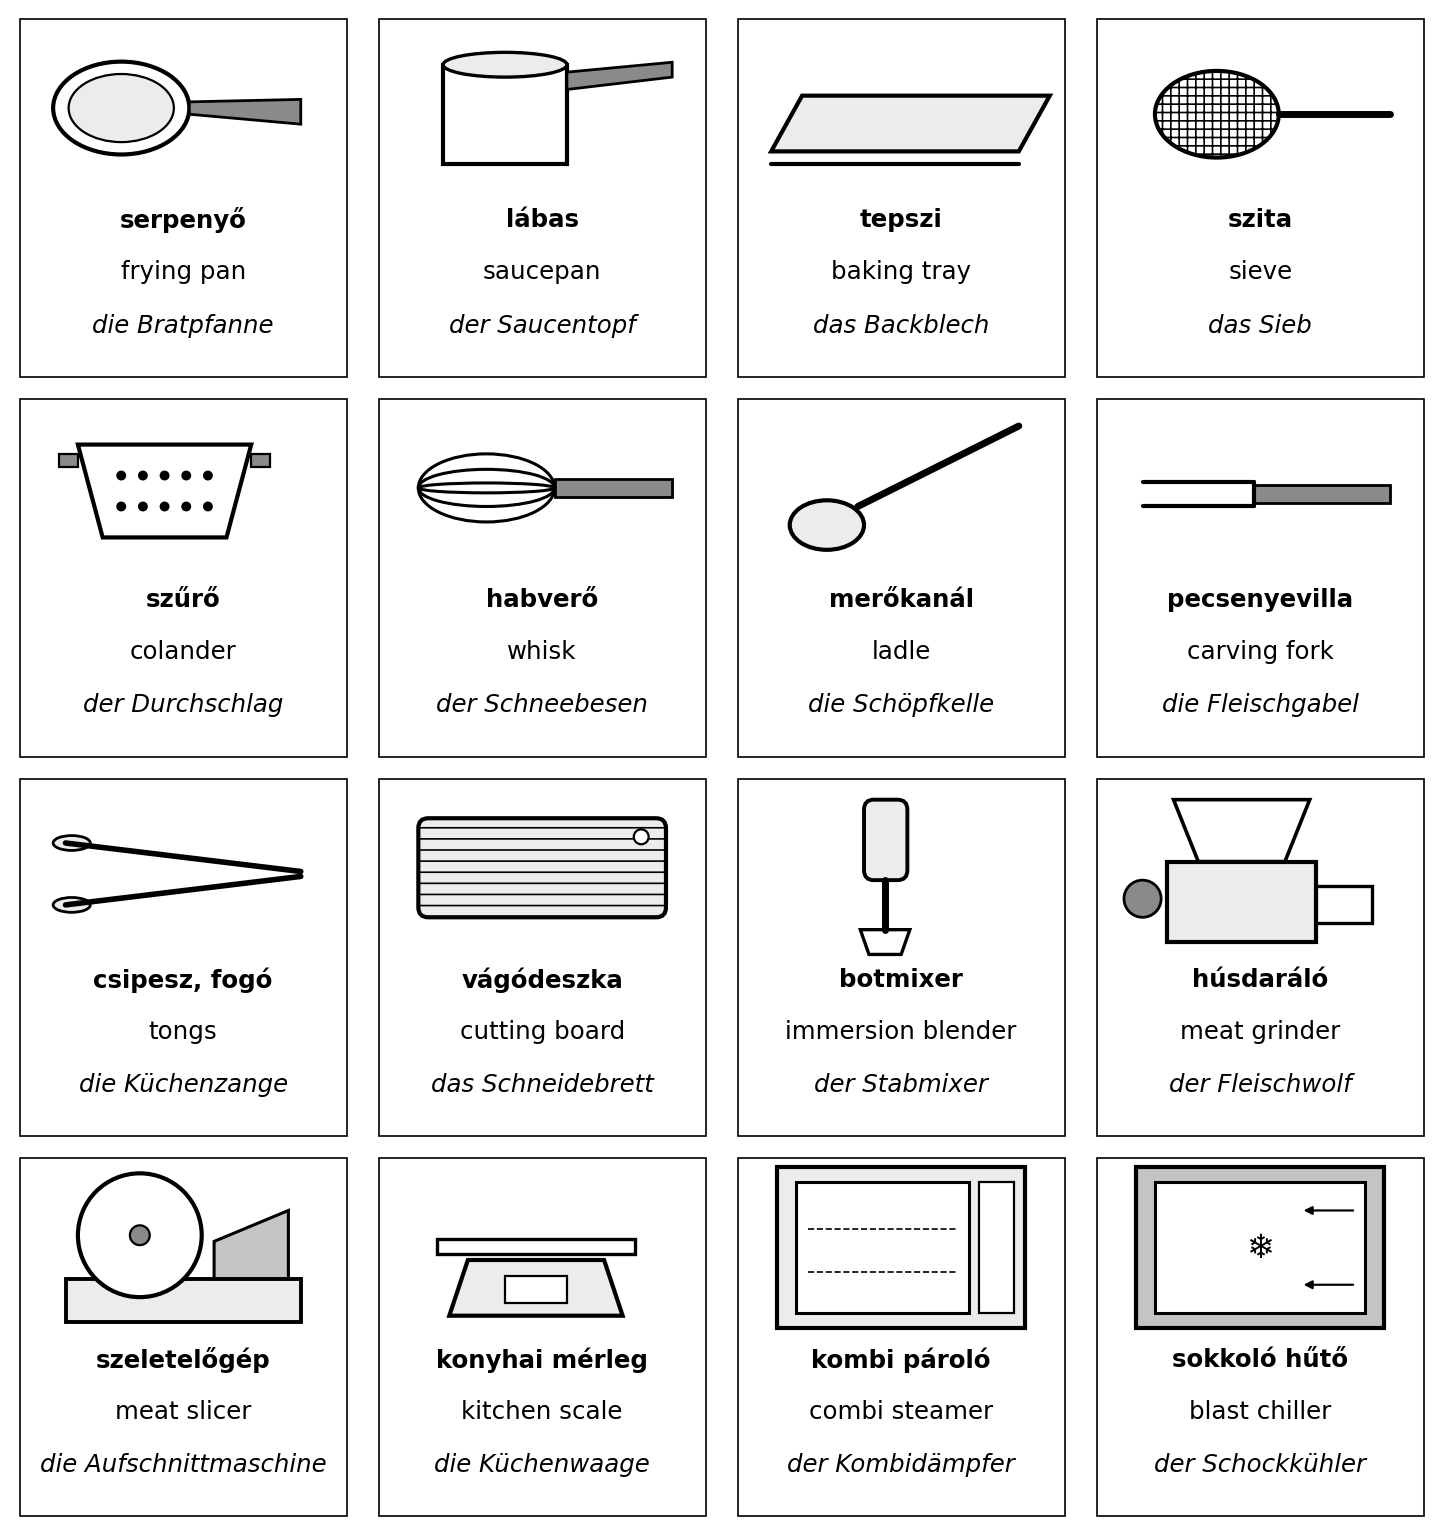 serpenyő
frying pan
die Bratpfanne
lábas
saucepan
der Saucentopf
tepszi
baking tray
das Backblech
szita
sieve
das Sieb
szűrő
colander
der Durchschlag
habverő
whisk
der Schneebesen
merőkanál
ladle
die Schöpfkelle
pecsenyevilla
carving fork
die Fleischgabel
csipesz, fogó
tongs
die Küchenzange
vágódeszka
cutting board
das Schneidebrett
botmixer
immersion blender
der Stabmixer
húsdaráló
meat grinder
der Fleischwolf
szeletelőgép
meat slicer
die Aufschnittmaschine
konyhai mérleg
kitchen scale
die Küchenwaage
kombi pároló
combi steamer
der Kombidämpfer
sokkoló hűtő
blast chiller
der Schockkühler